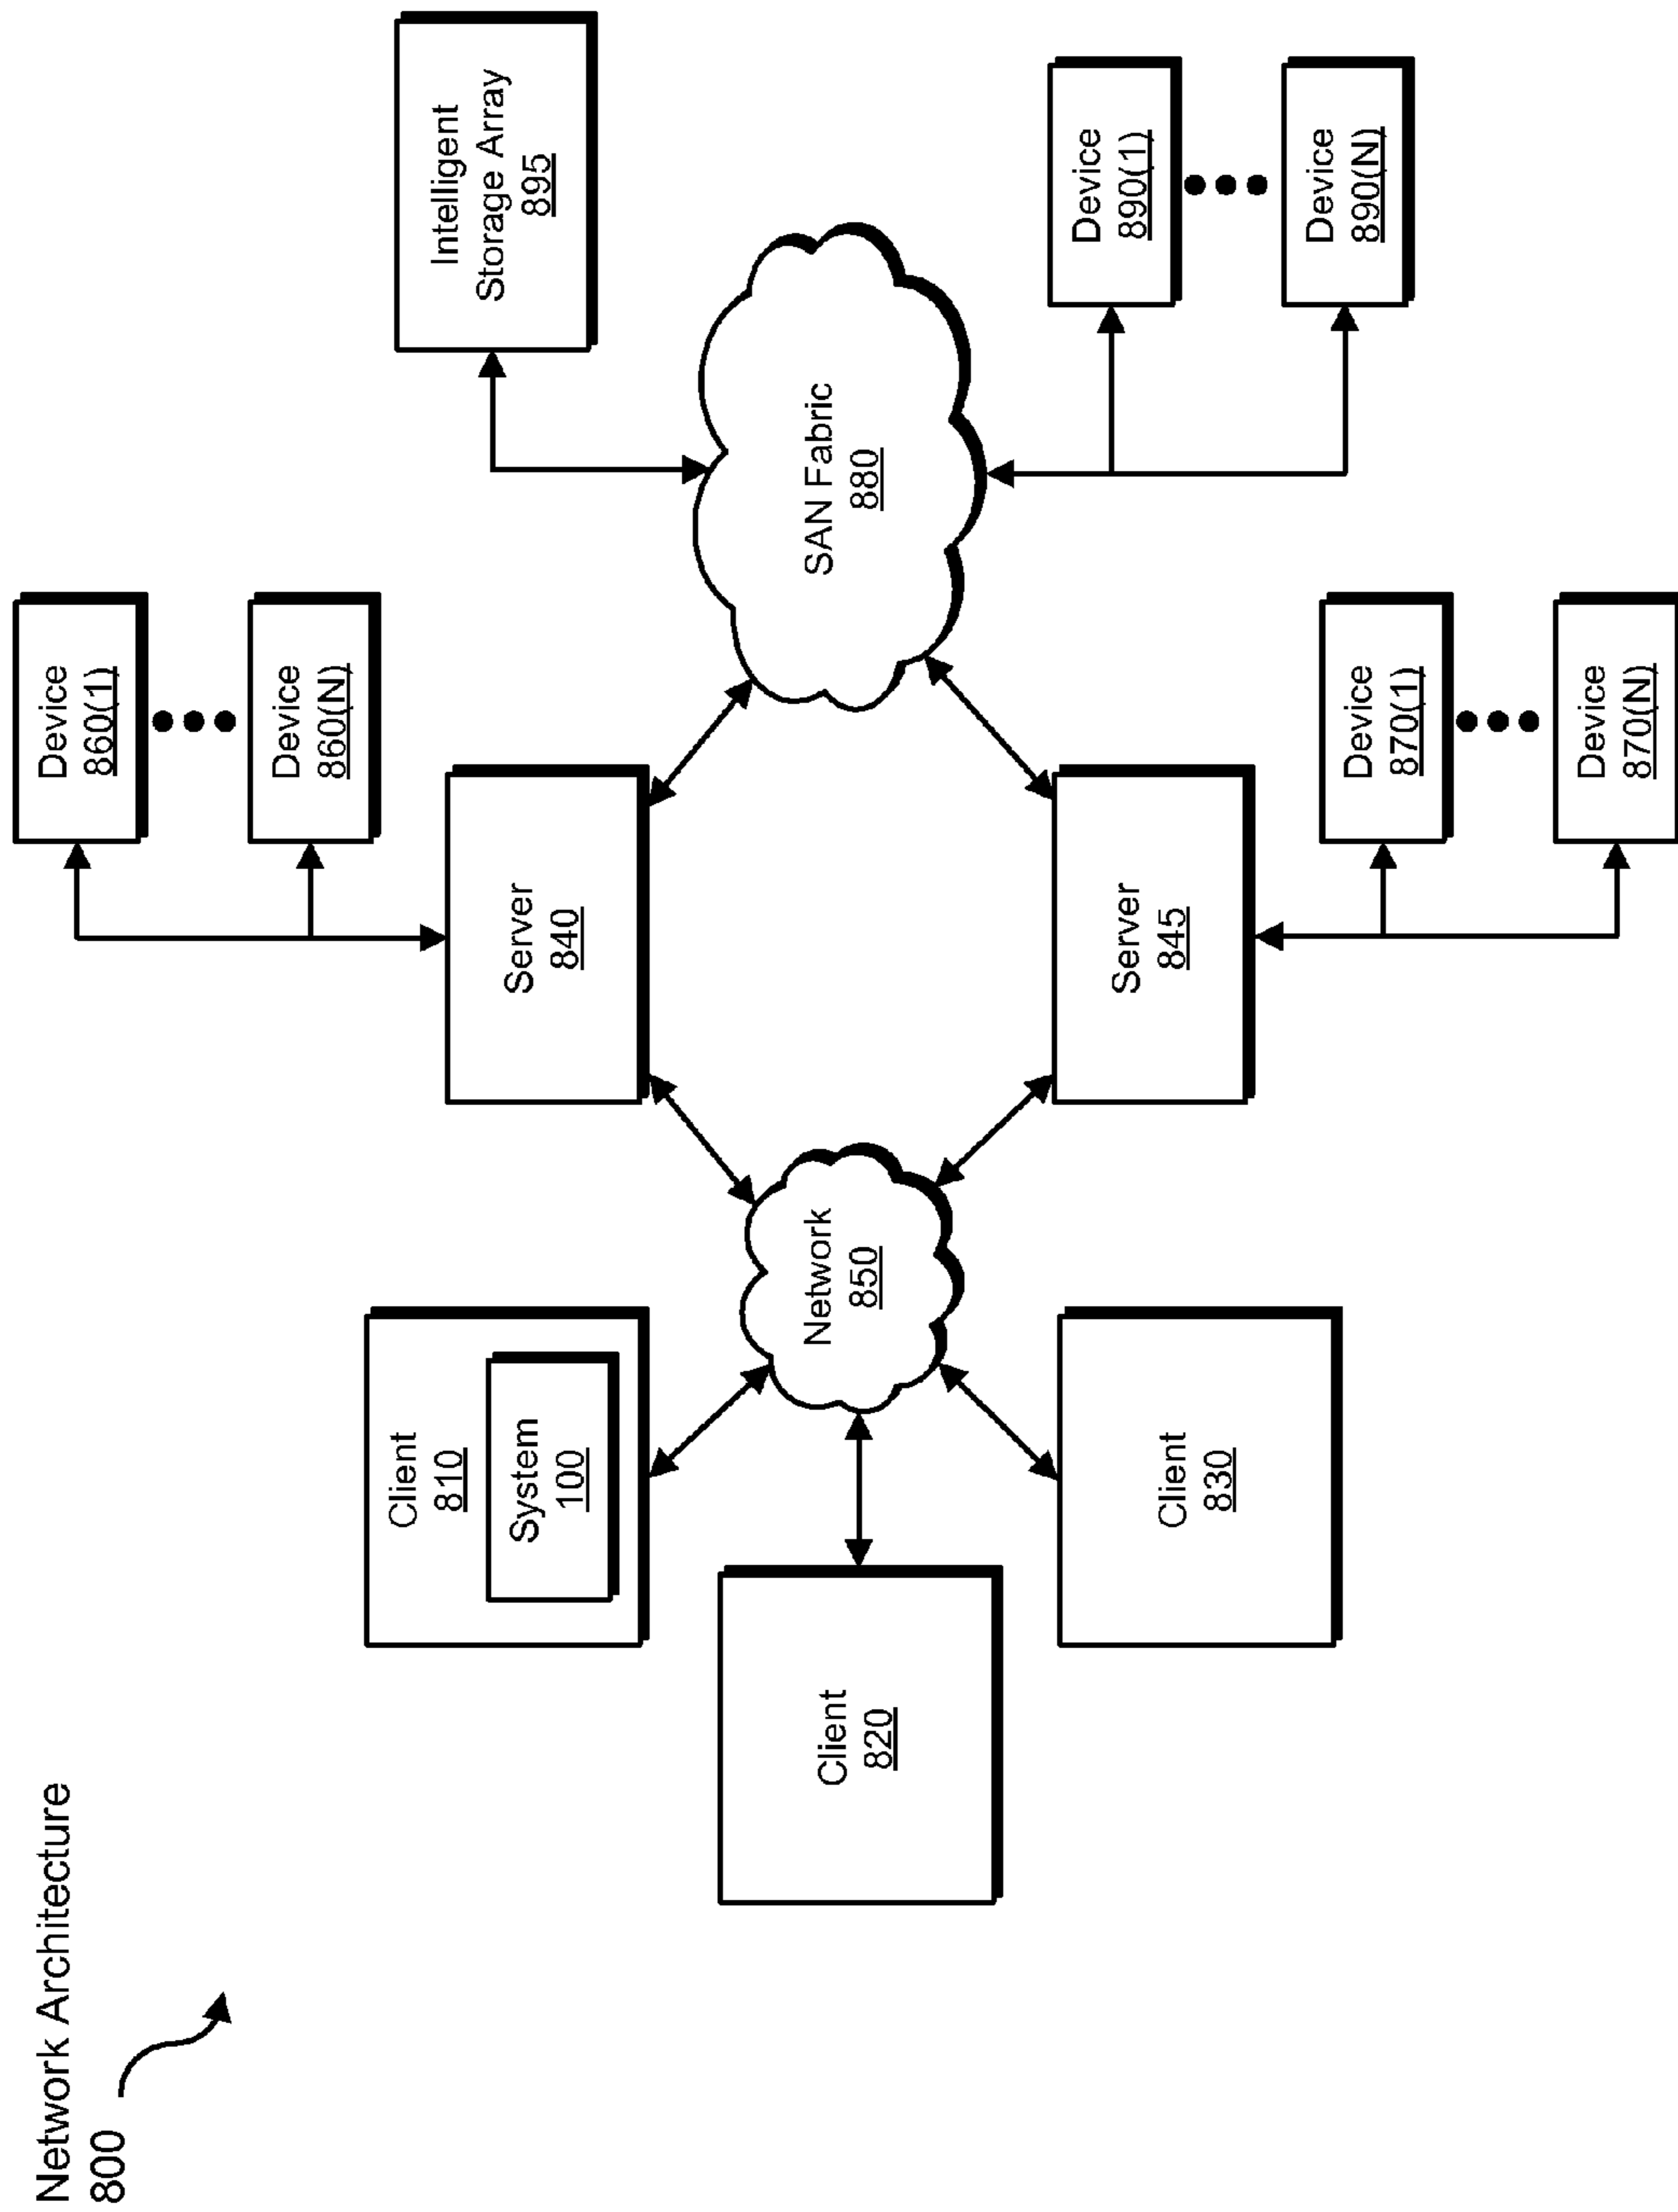 Network Architecture
800
Device
860(1)
Device
860(N)
Intelligent
Storage Array
895
Client
810
System
100
Server
840
Client
820
Network
850
SAN Fabric
880
Client
830
Server
845
Device
890(1)
Device
890(N)
Device
870(1)
Device
870(N)